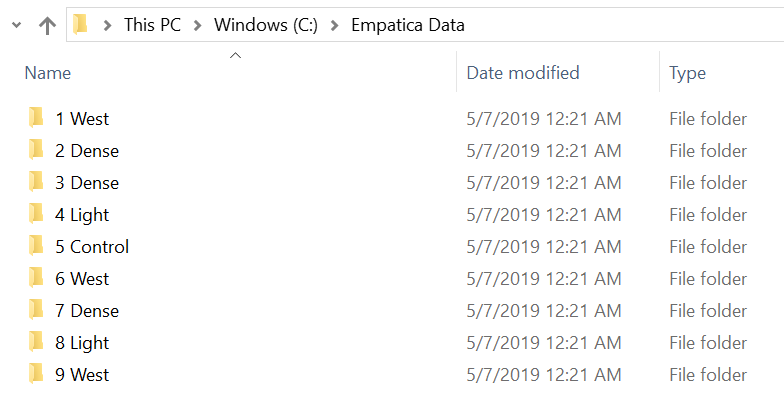 This PC > Windows (C:) > Empatica Data
Name Date modified Type
1 West 5/7/2019 12:21 AM File folder
2 Dense 5/7/2019 12:21 AM File folder
3 Dense 5/7/2019 12:21 AM File folder
4 Light 5/7/2019 12:21 AM File folder
5 Control 5/7/2019 12:21 AM File folder
6 West 5/7/2019 12:21 AM File folder
7 Dense 5/7/2019 12:21 AM File folder
8 Light 5/7/2019 12:21 AM File folder
9 West 5/7/2019 12:21 AM File folder